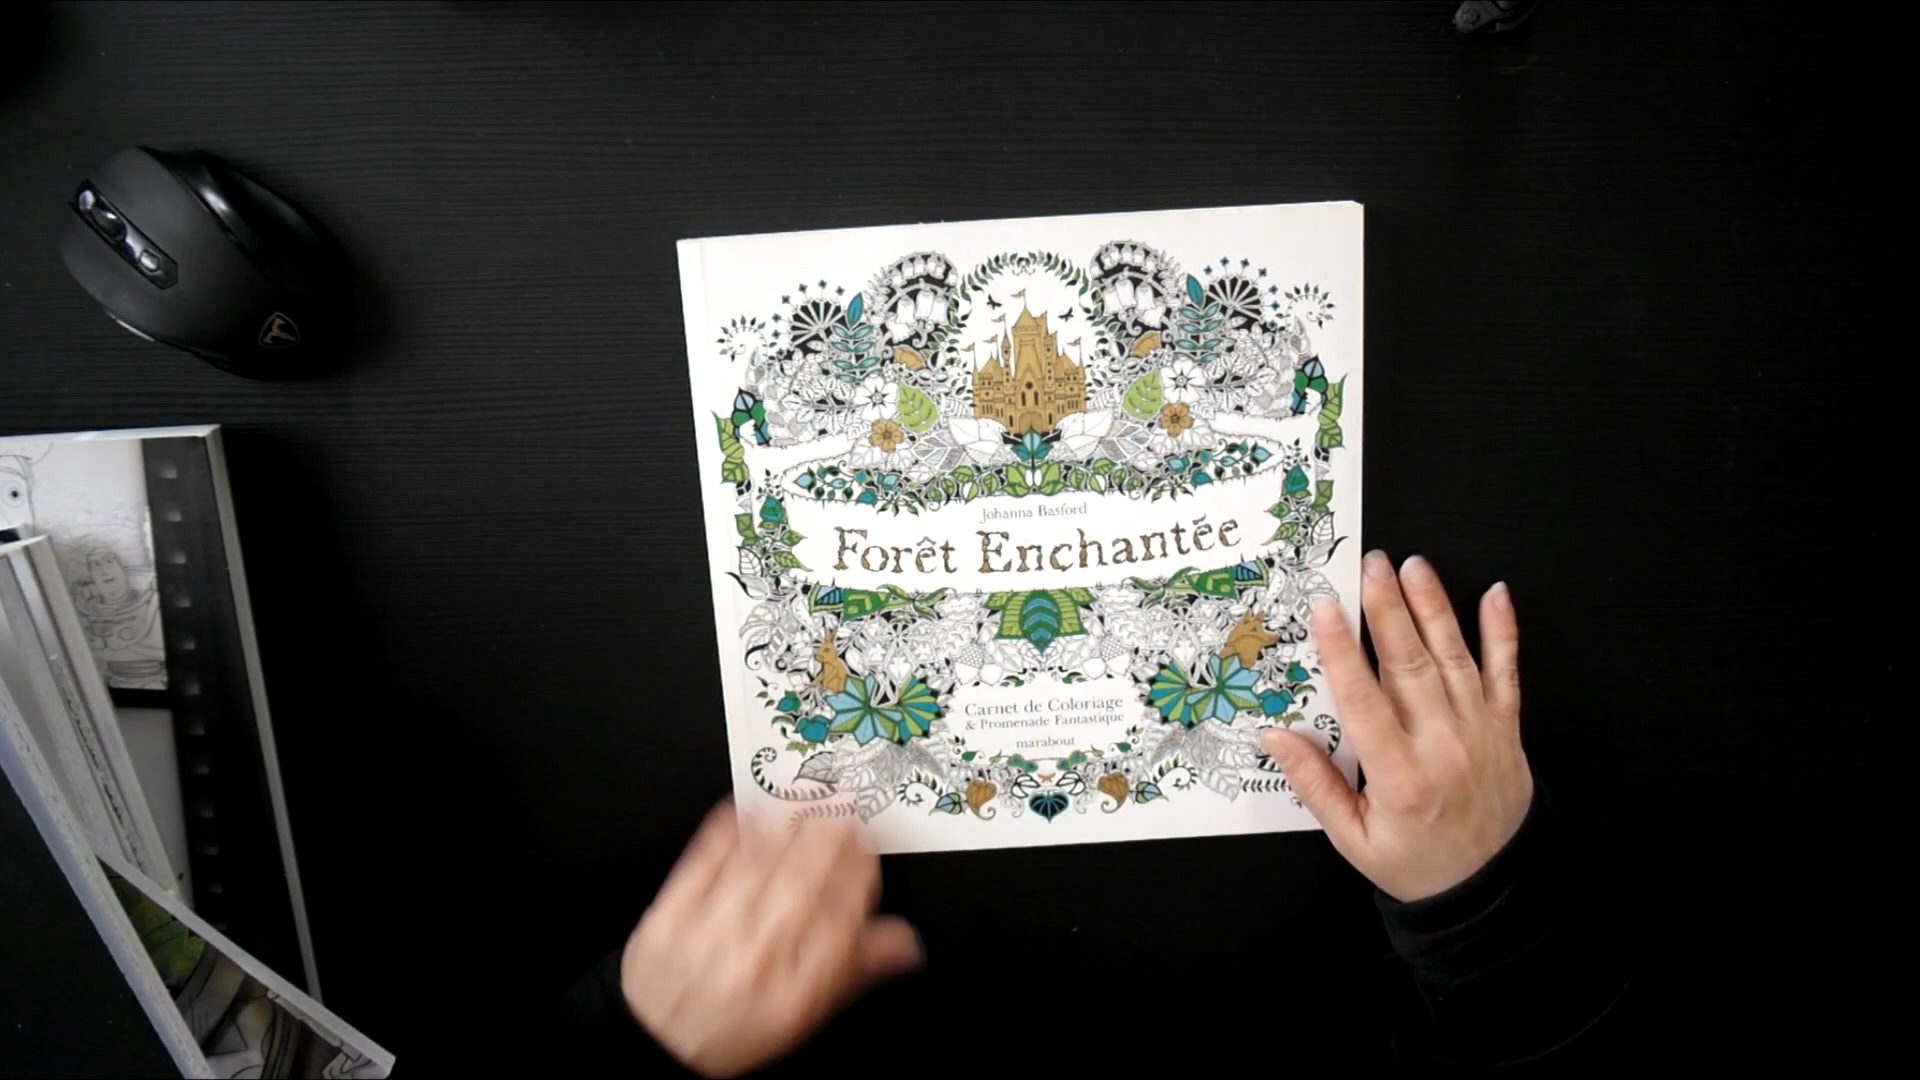 Johanna Basford
Forêt Enchantée
Carnet de Coloriage
& Promenade Fantastique
marabout